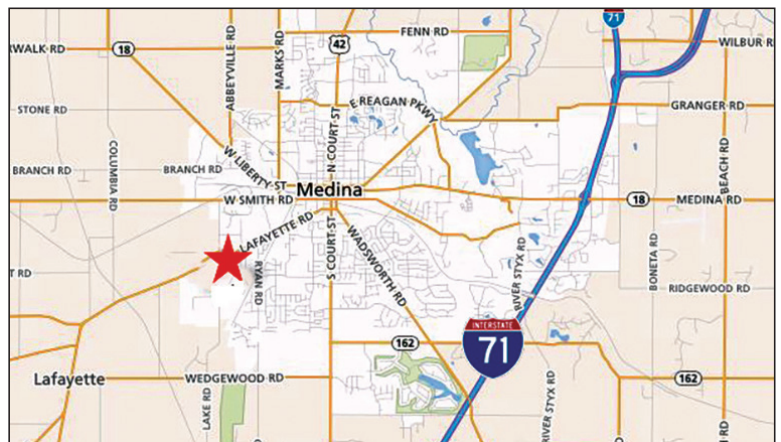 71
RWALK RD
18
ABBEYVILLE RD
MARKS RD
42
FENN RD
WILBUR R
STONE RD
E REAGAN PKWY
GRANGER RD
N COURT ST
BRANCH RD
COLUMBIA RD
BRANCH RD
W LIBERTY ST
BEACH RD
Medina
W SMITH RD
18
MEDINA RD
LAFAYETTE RD
S COURT ST
WADSWORTH RD
RIVER STYX RD
BONETA RD
T RD
RYAN RD
RIDGEWOOD RD
INTERSTATE
71
162
Lafayette
WEDGEWOOD RD
162
LAKE RD
RIVER STYX RD
RD